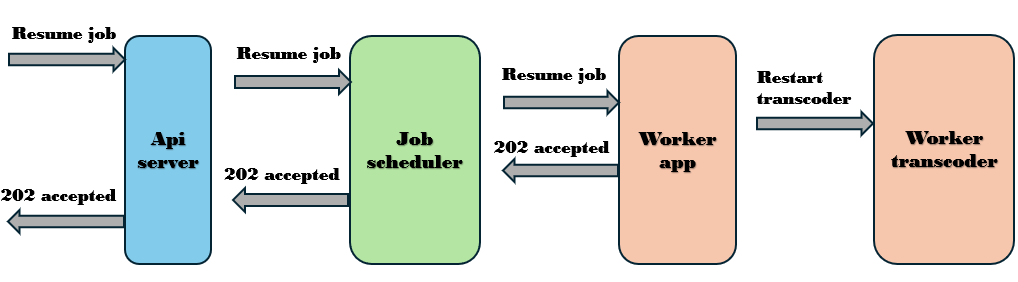 Resume job
Resume job
Resume job
Restart
transcoder
Api
server
Job
scheduler
Worker
app
Worker
transcoder
202 accepted
202 accepted
202 accepted